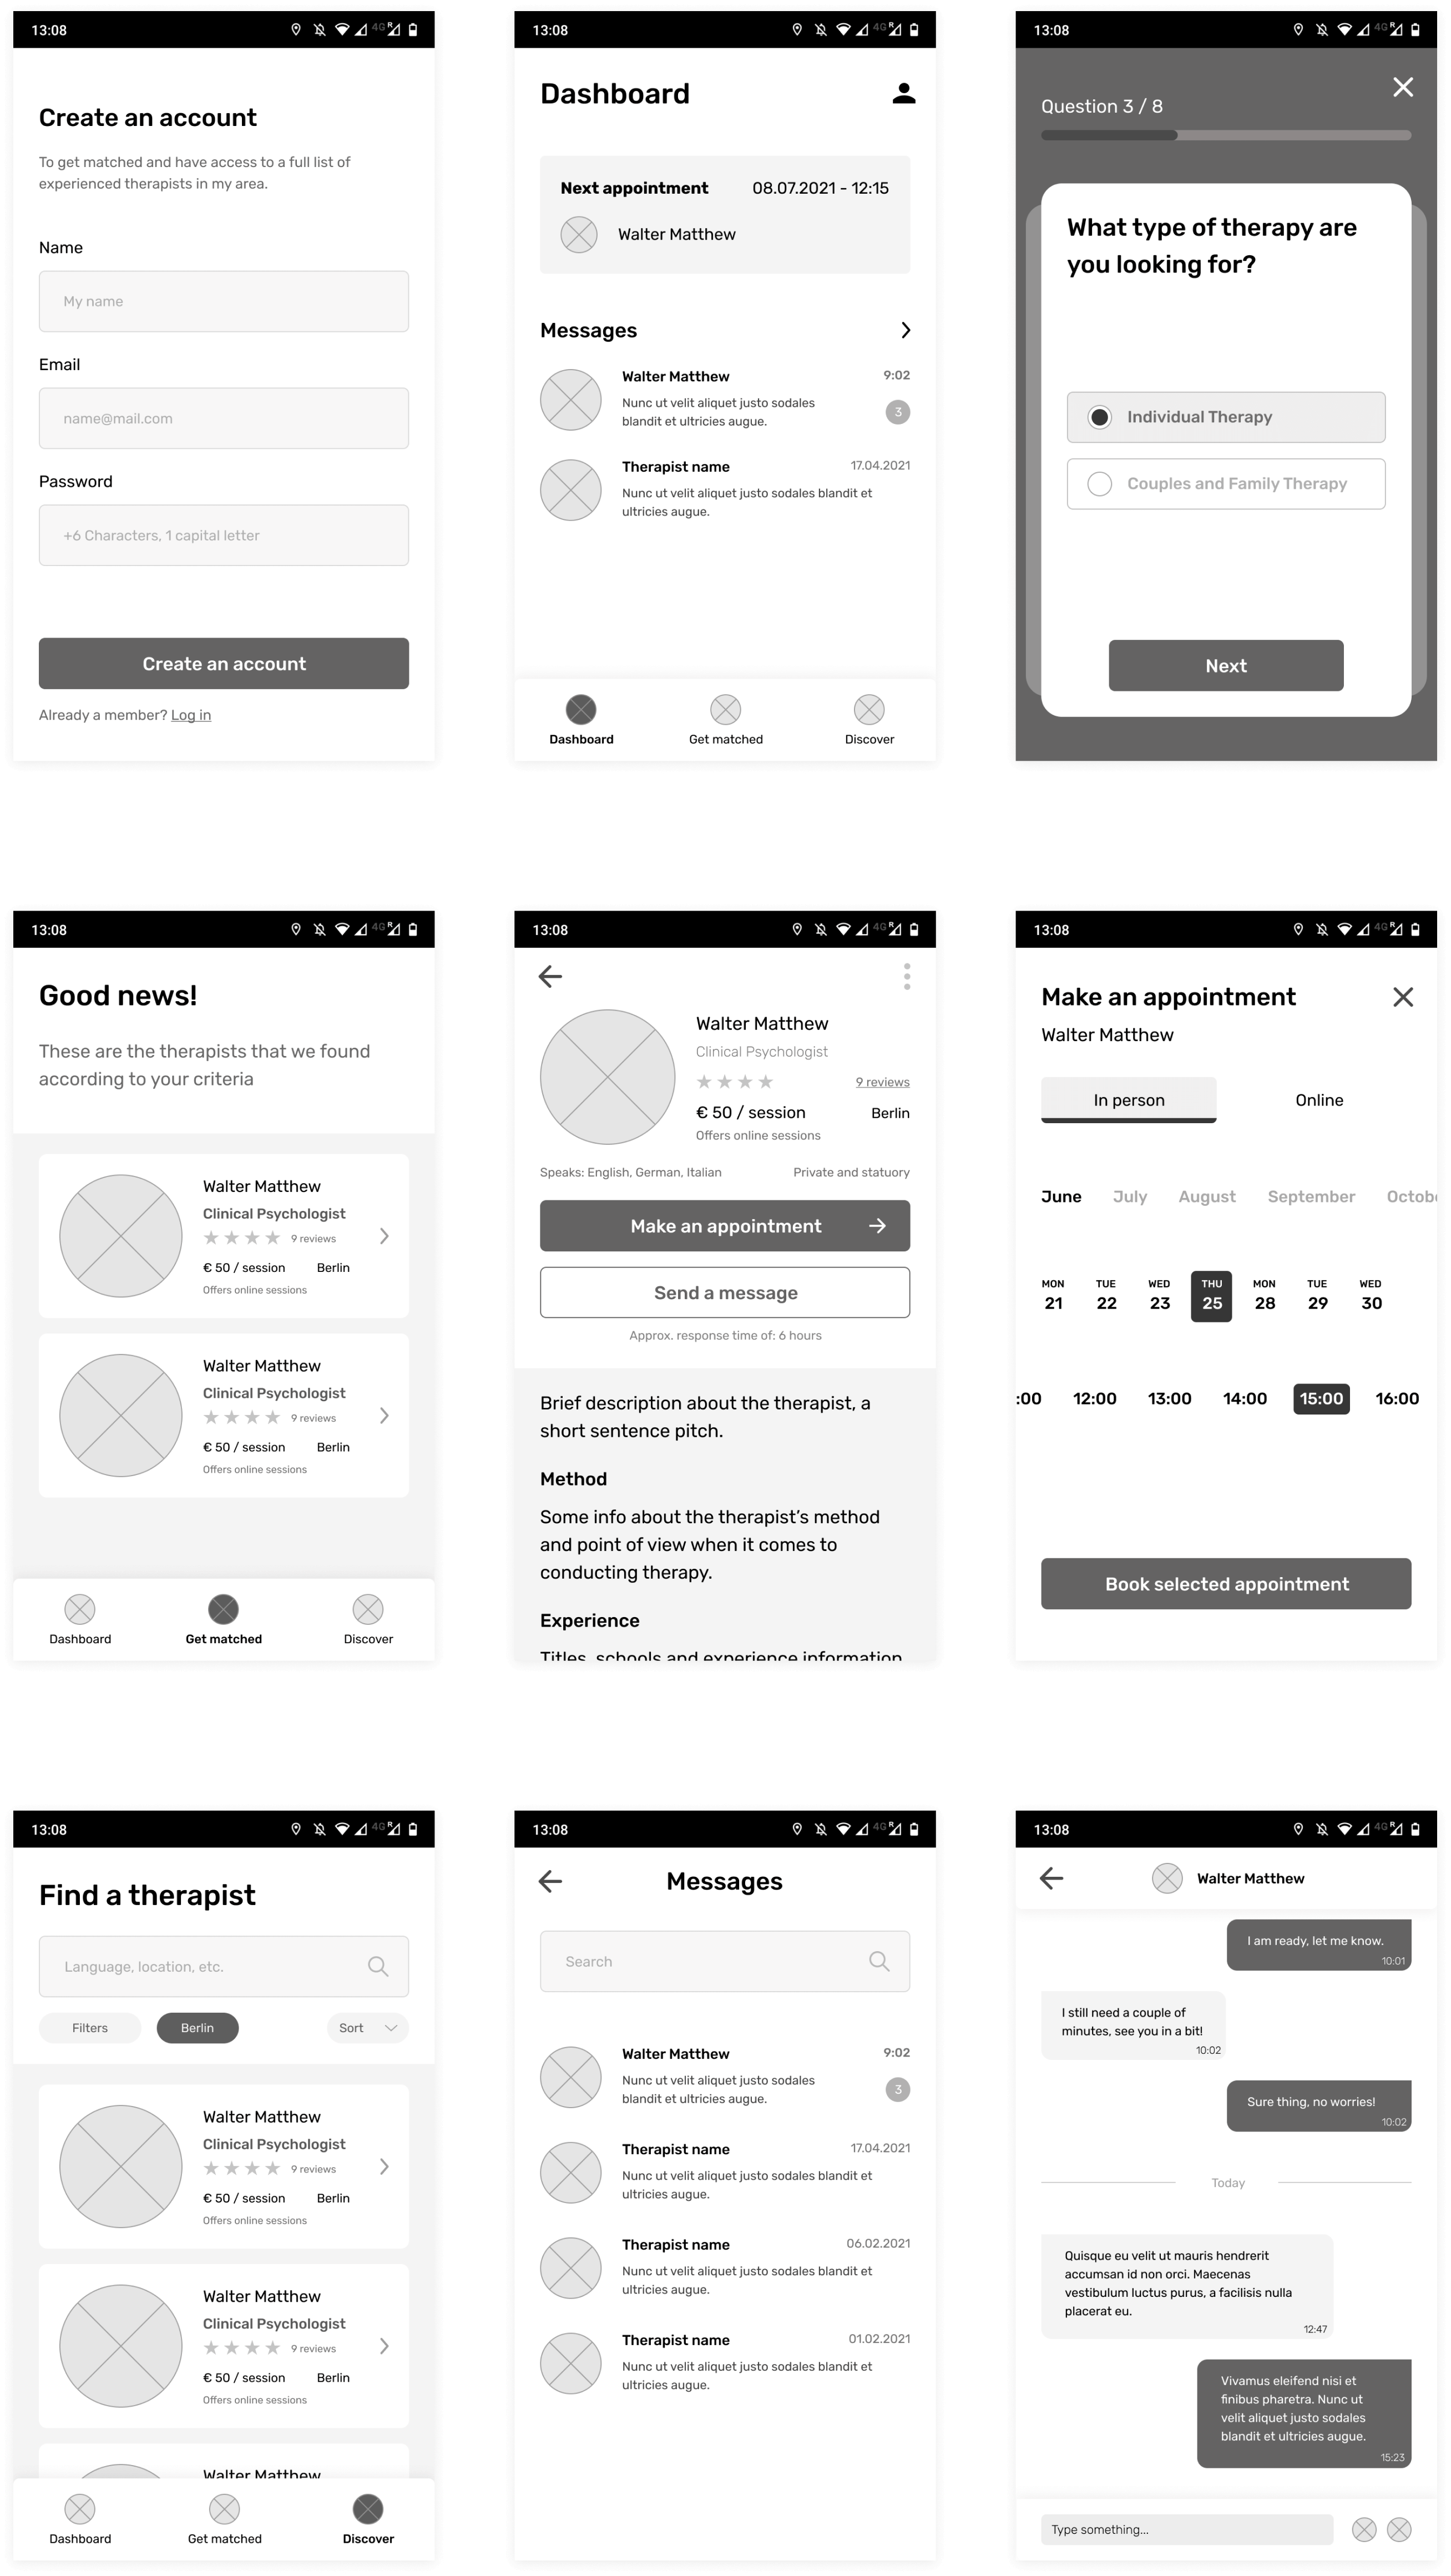 13:08
4G R
Create an account
To get matched and have access to a full list of
experienced therapists in my area.
Name
My name
Email
name@mail.com
Password
+6 Characters, 1 capital letter
Create an account
Already a member? Log in
13:08
4G R
Dashboard
Next appointment 08.07.2021 - 12:15
Walter Matthew
Messages
Walter Matthew 9:02
Nunc ut velit aliquet justo sodales
blandit et ultricies augue.
3
Therapist name 17.04.2021
Nunc ut velit aliquet justo sodales blandit et
ultricies augue.
Dashboard Get matched Discover
13:08
4G R
Question 3 / 8
What type of therapy are
you looking for?
Individual Therapy
Couples and Family Therapy
Next
13:08
4G R
Good news!
These are the therapists that we found
according to your criteria
Walter Matthew
Clinical Psychologist
9 reviews
€ 50 / session Berlin
Offers online sessions
Walter Matthew
Clinical Psychologist
9 reviews
€ 50 / session Berlin
Offers online sessions
Dashboard Get matched Discover
13:08
4G R
Walter Matthew
Clinical Psychologist
9 reviews
€ 50 / session Berlin
Offers online sessions
Speaks: English, German, Italian Private and statuory
Make an appointment
Send a message
Approx. response time of: 6 hours
Brief description about the therapist, a
short sentence pitch.
Method
Some info about the therapist’s method
and point of view when it comes to
conducting therapy.
Experience
Titles, schools and experience information
13:08
4G R
Make an appointment
Walter Matthew
In person Online
June July August September Octobe
MON TUE WED THU MON TUE WED
21 22 23 25 28 29 30
:00 12:00 13:00 14:00 15:00 16:00
Book selected appointment
13:08
4G R
Find a therapist
Language, location, etc.
Filters Berlin Sort
Walter Matthew
Clinical Psychologist
9 reviews
€ 50 / session Berlin
Offers online sessions
Walter Matthew
Clinical Psychologist
9 reviews
€ 50 / session Berlin
Offers online sessions
Walter Matthew
Dashboard Get matched Discover
13:08
4G R
Messages
Search
Walter Matthew 9:02
Nunc ut velit aliquet justo sodales
blandit et ultricies augue.
3
Therapist name 17.04.2021
Nunc ut velit aliquet justo sodales blandit et
ultricies augue.
Therapist name 06.02.2021
Nunc ut velit aliquet justo sodales blandit et
ultricies augue.
Therapist name 01.02.2021
Nunc ut velit aliquet justo sodales blandit et
ultricies augue.
13:08
4G R
Walter Matthew
I am ready, let me know.
10:01
I still need a couple of
minutes, see you in a bit!
10:02
Sure thing, no worries!
10:02
Today
Quisque eu velit ut mauris hendrerit
accumsan id non orci. Maecenas
vestibulum luctus purus, a facilisis nulla
placerat eu.
12:47
Vivamus eleifend nisi et
finibus pharetra. Nunc ut
velit aliquet justo sodales
blandit et ultricies augue.
15:23
Type something...